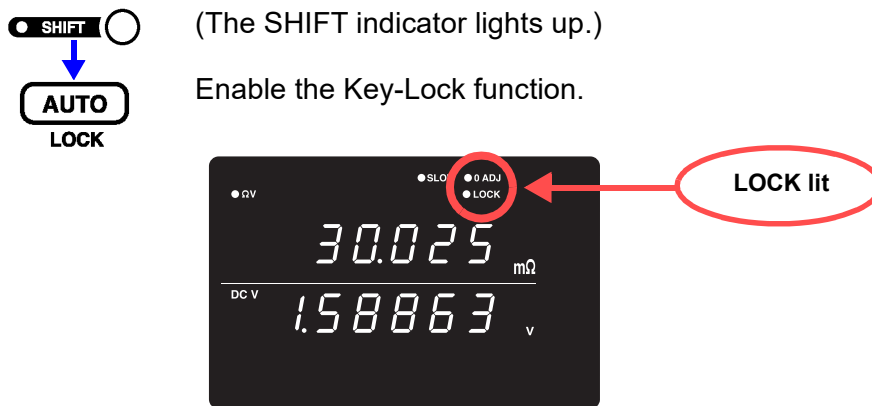 SHIFT (The SHIFT indicator lights up.)
AUTO Enable the Key-Lock function.
LOCK
SLOW 0 ADJ
ΩV LOCK LOCK lit
30.025 mΩ
DC V
1.58863 V